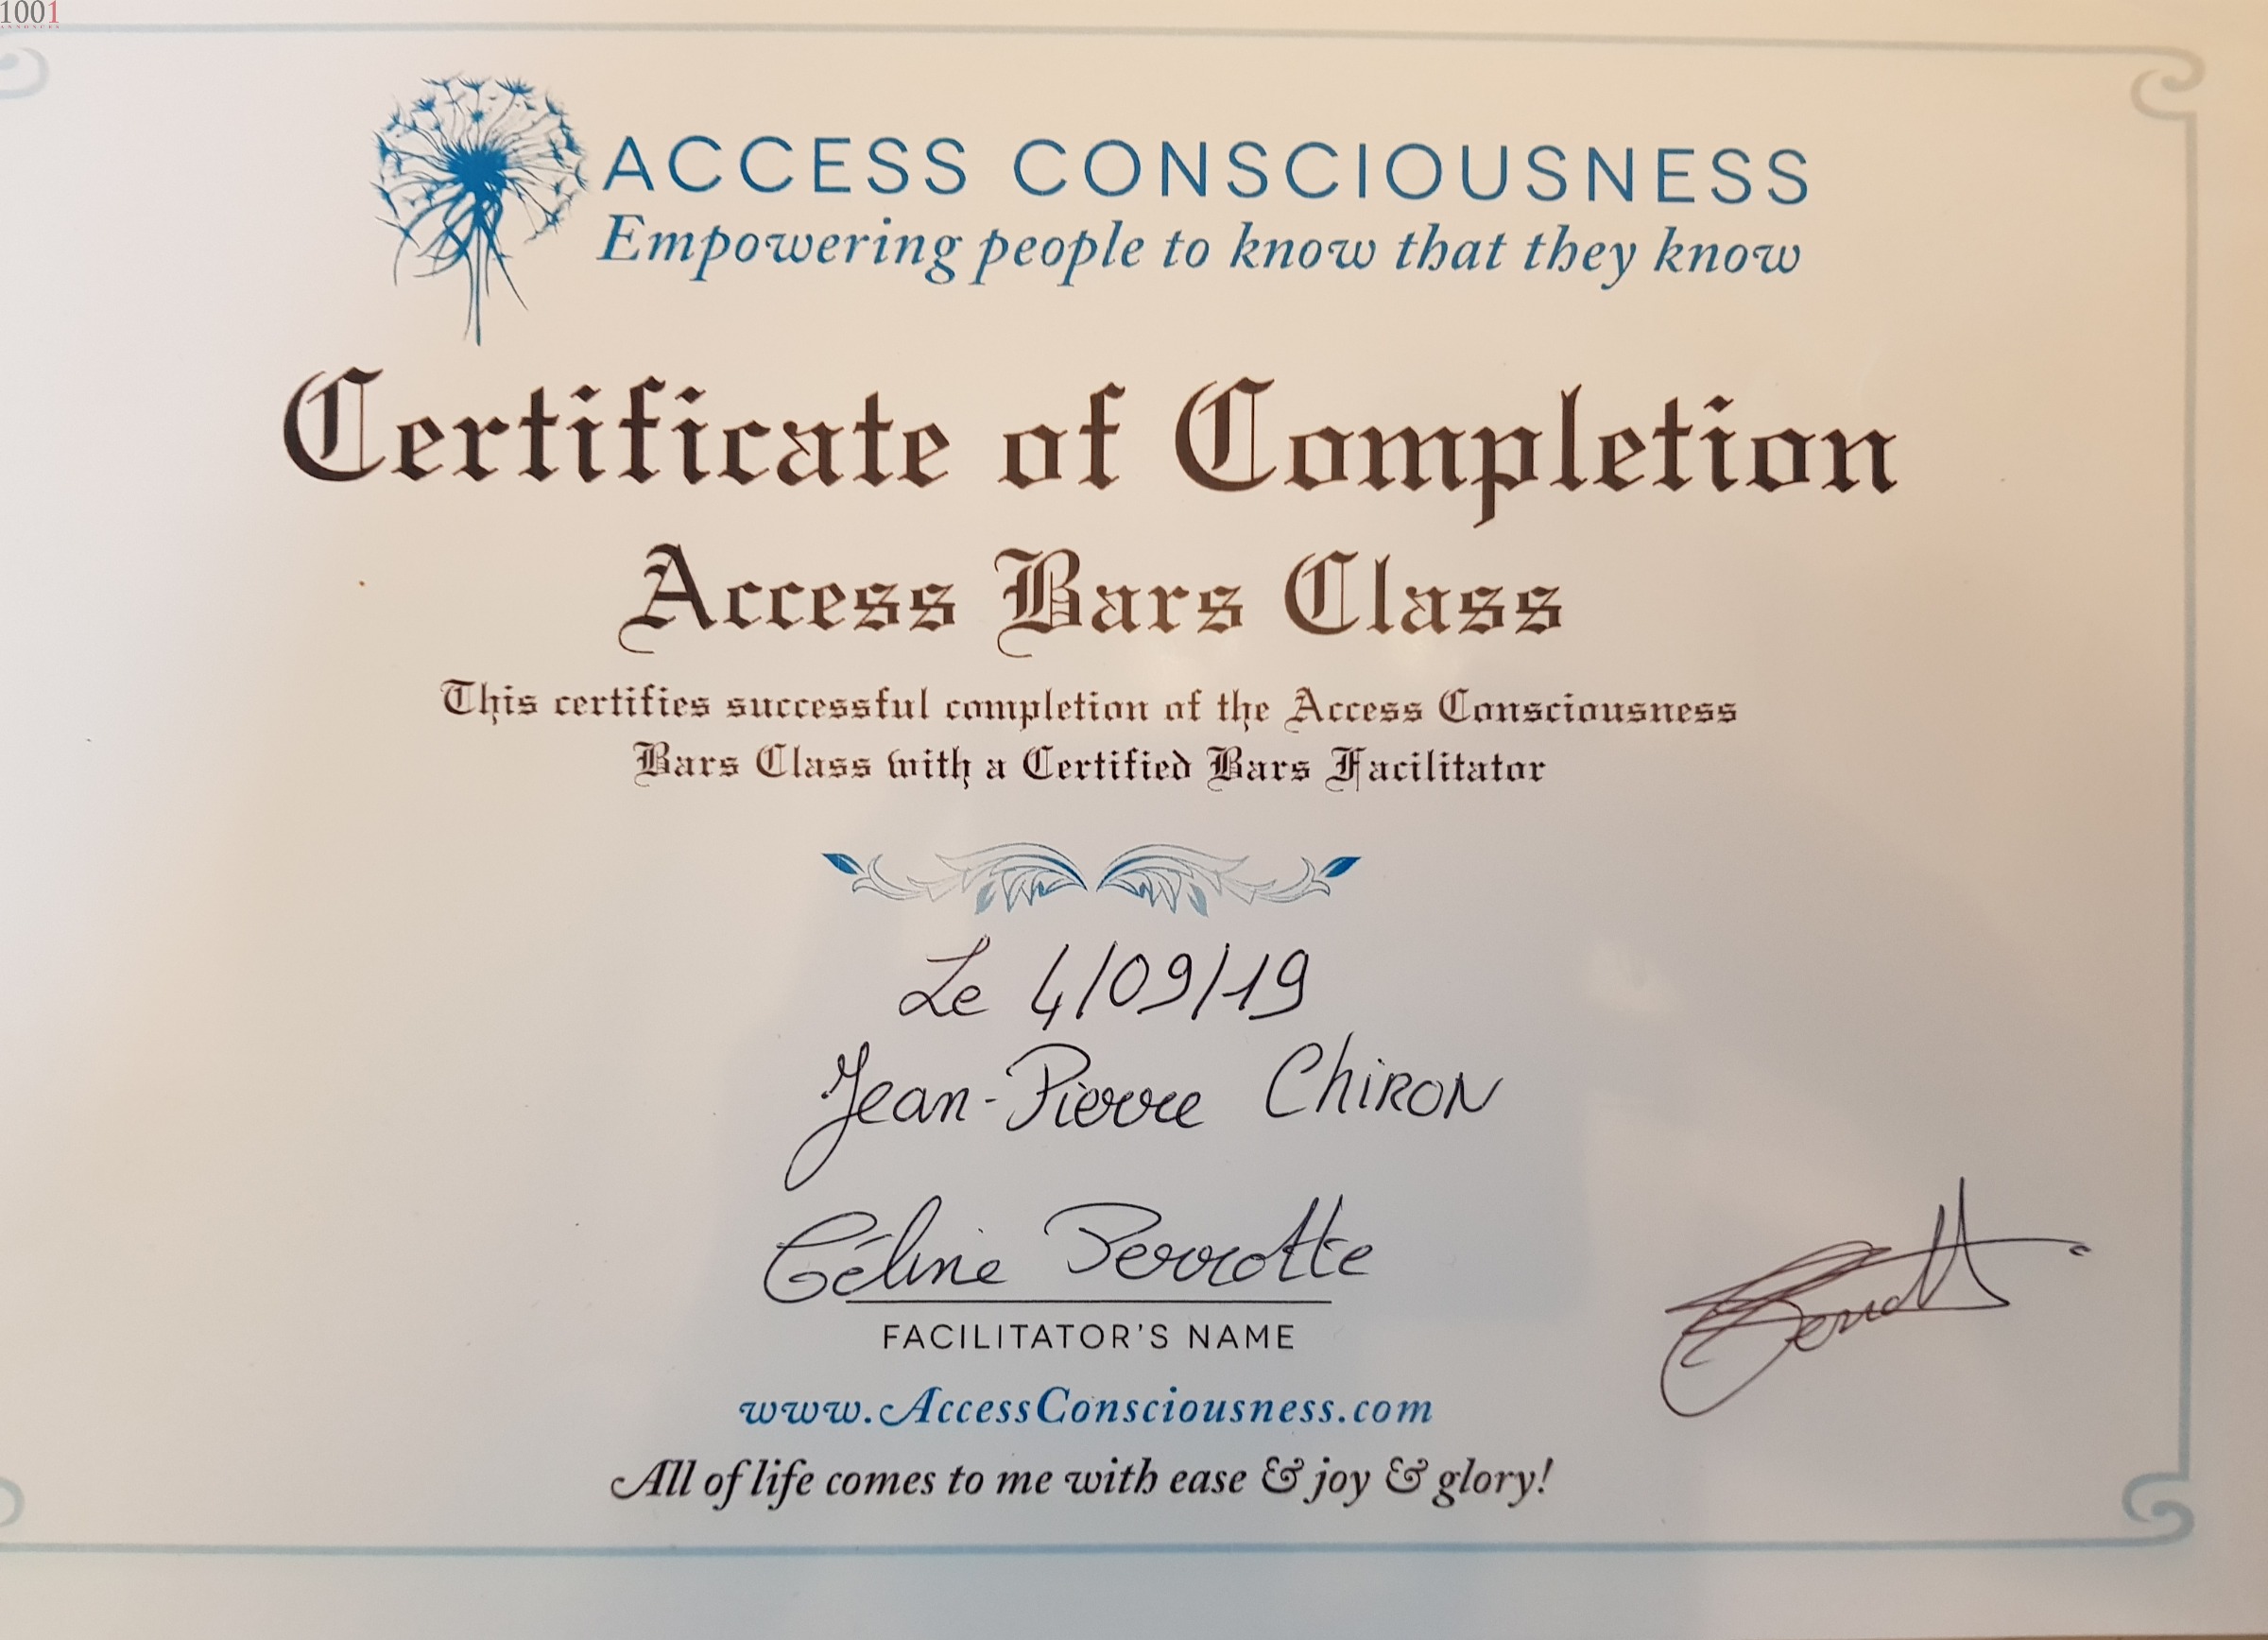 1001
ANNONCES
ACCESS CONSCIOUSNESS
Empowering people to know that they know
Certificate of Completion
Access Bars Class
This certifies successful completion of the Access Consciousness
Bars Class with a Certified Bars Facilitator
Le 4/09/19
Jean-Pierre ChiRON
Céline Perrotte
FACILITATOR'S NAME
www.AccessConsciousness.com
All of life comes to me with ease & joy & glory!